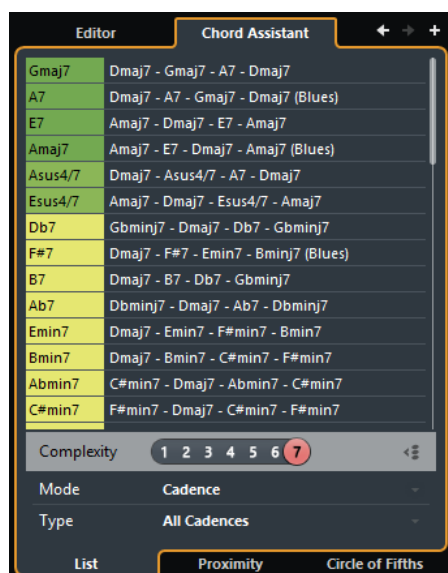 Editor Chord Assistant
Gmaj7 Dmaj7 - Gmaj7 - A7 - Dmaj7
A7 Dmaj7 - A7 - Gmaj7 - Dmaj7 (Blues)
E7 Amaj7 - Dmaj7 - E7 - Amaj7
Amaj7 Amaj7 - E7 - Dmaj7 - Amaj7 (Blues)
Asus4/7 Dmaj7 - Asus4/7 - A7 - Dmaj7
Esus4/7 Amaj7 - Dmaj7 - Esus4/7 - Amaj7
Db7 Gbminj7 - Dmaj7 - Db7 - Gbminj7
F#7 Dmaj7 - F#7 - Emin7 - Bminj7 (Blues)
B7 Dmaj7 - B7 - Db7 - Gbminj7
Ab7 Dbminj7 - Dmaj7 - Ab7 - Dbminj7
Emin7 Dmaj7 - Emin7 - F#min7 - Bmin7
Bmin7 Dmaj7 - Bmin7 - C#min7 - F#min7
Abmin7 C#min7 - Dmaj7 - Abmin7 - C#min7
C#min7 F#min7 - Dmaj7 - C#min7 - F#min7
Complexity 1 2 3 4 5 6 7
Mode Cadence
Type All Cadences
List Proximity Circle of Fifths